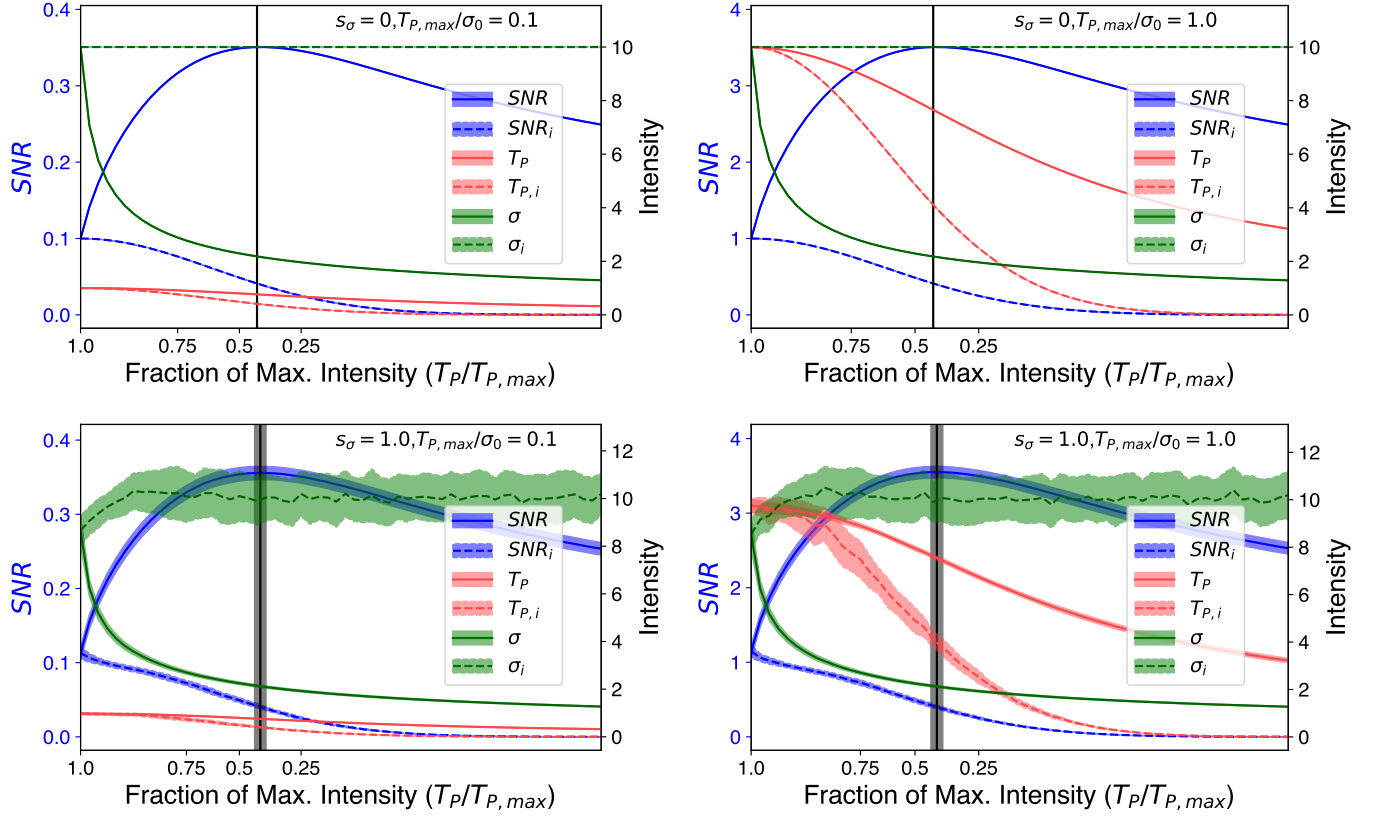 s_σ = 0, T_{P, max}/σ_0 = 0.1
SNR
0.4
0.3
0.2
0.1
0.0
10
8
6
4
2
0
Intensity
SNR
SNR_i
T_P
T_{P, i}
σ
σ_i
1.0 0.75 0.5 0.25
Fraction of Max. Intensity (T_P/T_{P, max})
s_σ = 0, T_{P, max}/σ_0 = 1.0
SNR
4
3
2
1
0
10
8
6
4
2
0
Intensity
SNR
SNR_i
T_P
T_{P, i}
σ
σ_i
1.0 0.75 0.5 0.25
Fraction of Max. Intensity (T_P/T_{P, max})
s_σ = 1.0, T_{P, max}/σ_0 = 0.1
SNR
0.4
0.3
0.2
0.1
0.0
12
10
8
6
4
2
0
Intensity
SNR
SNR_i
T_P
T_{P, i}
σ
σ_i
1.0 0.75 0.5 0.25
Fraction of Max. Intensity (T_P/T_{P, max})
s_σ = 1.0, T_{P, max}/σ_0 = 1.0
SNR
4
3
2
1
0
12
10
8
6
4
2
0
Intensity
SNR
SNR_i
T_P
T_{P, i}
σ
σ_i
1.0 0.75 0.5 0.25
Fraction of Max. Intensity (T_P/T_{P, max})